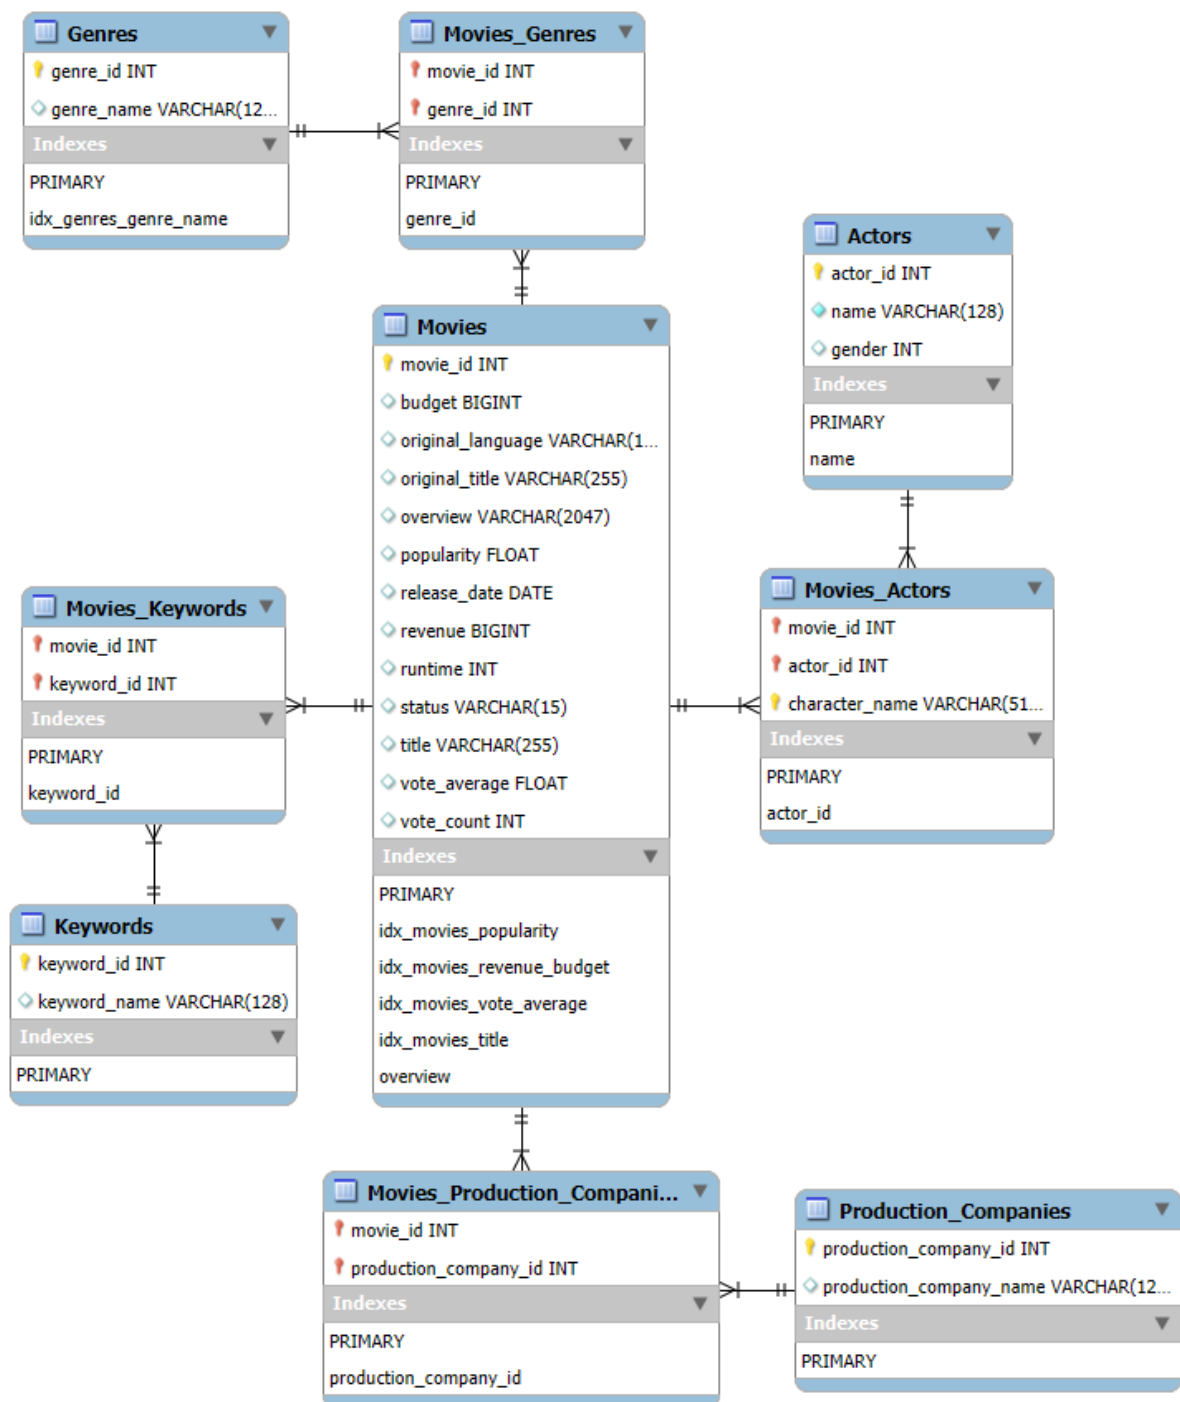 Genres
genre_id INT
genre_name VARCHAR(12...
Indexes
PRIMARY
idx_genres_genre_name
Movies_Genres
movie_id INT
genre_id INT
Indexes
PRIMARY
genre_id
Actors
actor_id INT
name VARCHAR(128)
gender INT
Indexes
PRIMARY
name
Movies
movie_id INT
budget BIGINT
original_language VARCHAR(1...
original_title VARCHAR(255)
overview VARCHAR(2047)
popularity FLOAT
release_date DATE
revenue BIGINT
runtime INT
status VARCHAR(15)
title VARCHAR(255)
vote_average FLOAT
vote_count INT
Indexes
PRIMARY
idx_movies_popularity
idx_movies_revenue_budget
idx_movies_vote_average
idx_movies_title
overview
Movies_Actors
movie_id INT
actor_id INT
character_name VARCHAR(51...
Indexes
PRIMARY
actor_id
Movies_Keywords
movie_id INT
keyword_id INT
Indexes
PRIMARY
keyword_id
Keywords
keyword_id INT
keyword_name VARCHAR(128)
Indexes
PRIMARY
Movies_Production_Compani...
movie_id INT
production_company_id INT
Indexes
PRIMARY
production_company_id
Production_Companies
production_company_id INT
production_company_name VARCHAR(12...
Indexes
PRIMARY